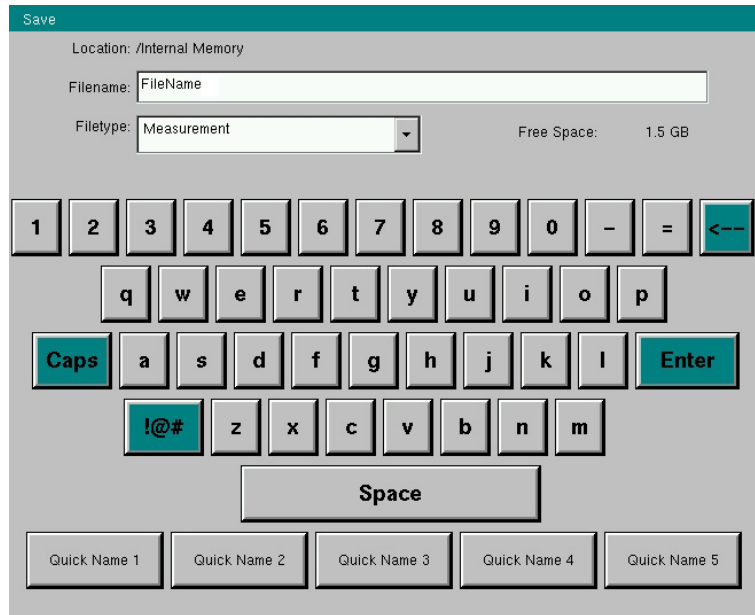 Save
Location: /Internal Memory
Filename: FileName
Filetype: Measurement Free Space: 1.5 GB
1 2 3 4 5 6 7 8 9 0 - = <--
q w e r t y u i o p
Caps a s d f g h j k l Enter
!@# z x c v b n m
Space
Quick Name 1 Quick Name 2 Quick Name 3 Quick Name 4 Quick Name 5